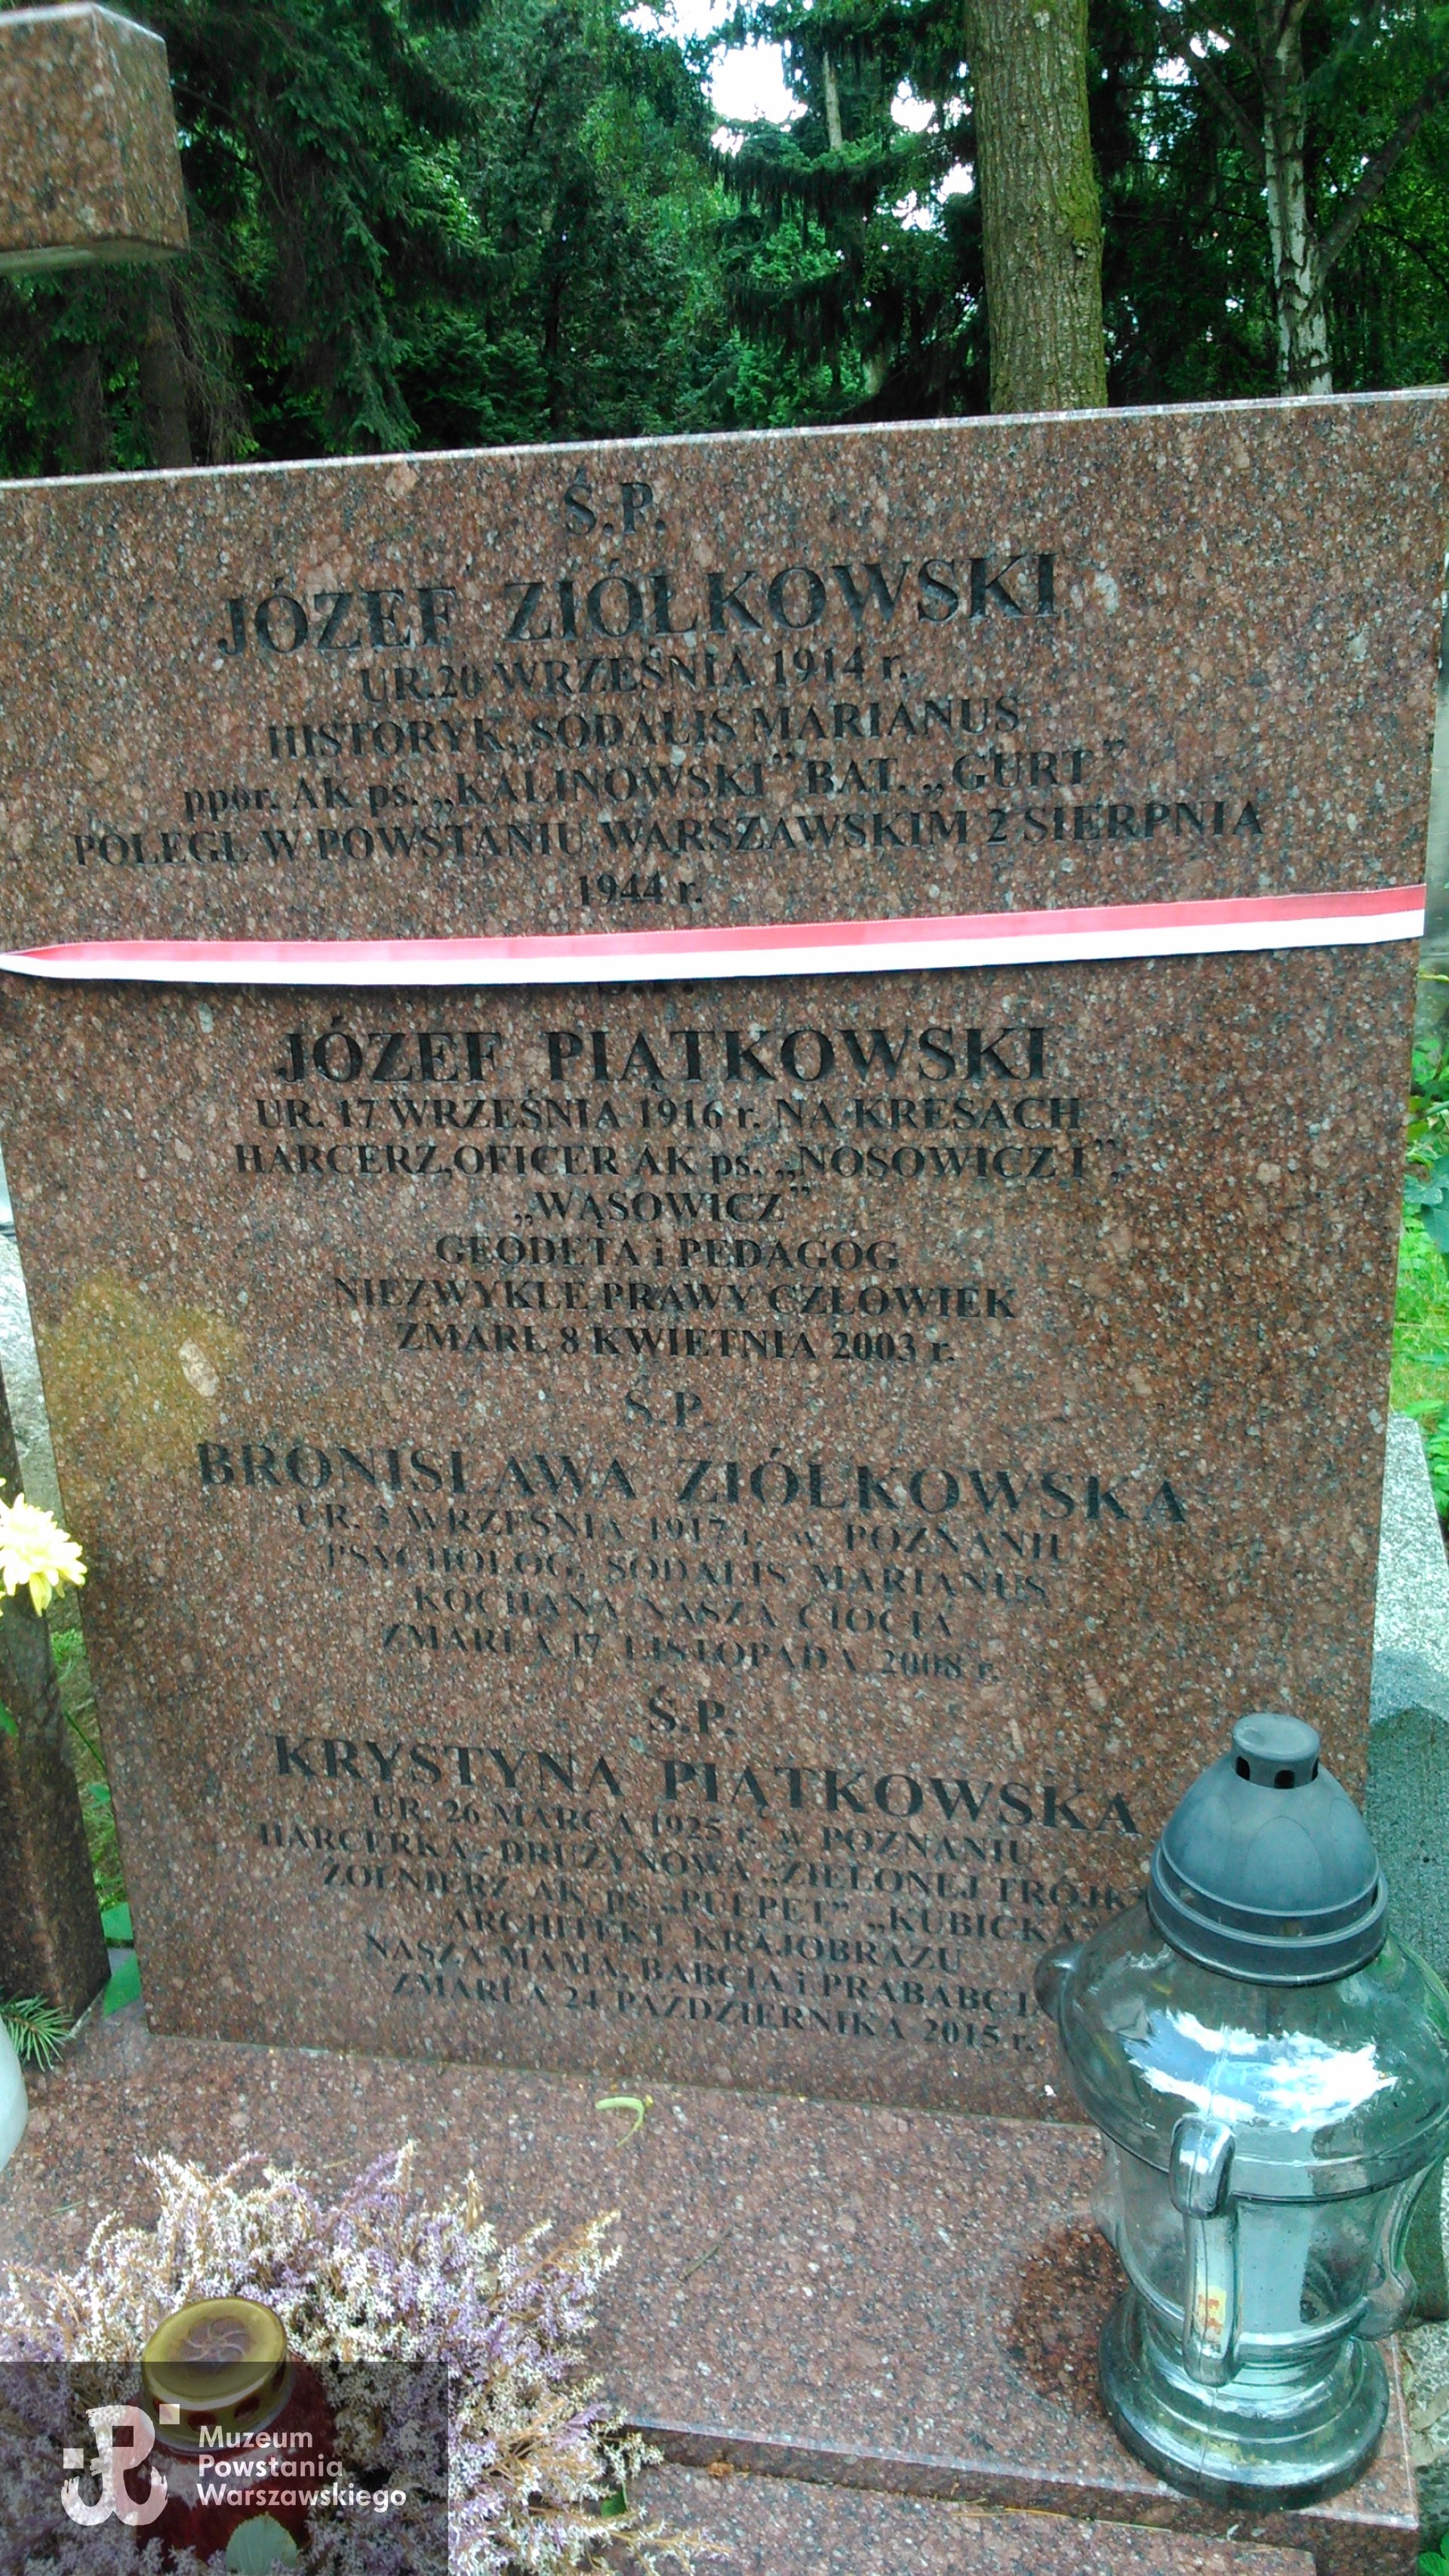 Ś.P.
JÓZEF ZIÓŁKOWSKI
UR.20 WRZEŚNIA 1914 r.
HISTORYK, SODALIS MARIANUS
ppor. AK ps. „KALINOWSKI" BAT. „GURT"
POLEGŁ W POWSTANIU WARSZAWSKIM 2 SIERPNIA
1944 r.
JÓZEF PIĄTKOWSKI
UR. 17 WRZEŚNIA 1916 r. NA KRESACH
HARCERZ,OFICER AK ps. „NOSOWICZ I",
„WĄSOWICZ"
GEODETA i PEDAGOG
NIEZWYKLE PRAWY CZŁOWIEK
ZMARŁ 8 KWIETNIA 2003 r.
Ś.P.
BRONISŁAWA ZIÓŁKOWSKA
UR. 3 WRZEŚNIA 1917 r. w POZNANIU
PSYCHOLOG, SODALIS MARIANUS
KOCHANA NASZA CIOCIA
ZMARŁA 17 LISTOPADA 2008 r.
Ś.P.
KRYSTYNA PIĄTKOWSKA
UR. 26 MARCA 1925 r. w POZNANIU
HARCERKA - DRUŻYNOWA „ZIELONEJ TRÓJK
ŻOŁNIERZ AK ps. „PULPET" „KUBICKA"
ARCHITEKT KRAJOBRAZU
NASZA MAMA, BABCIA i PRABABCIA
ZMARŁA 24 PAŹDZIERNIKA 2015 r.
Muzeum
Powstania
Warszawskiego